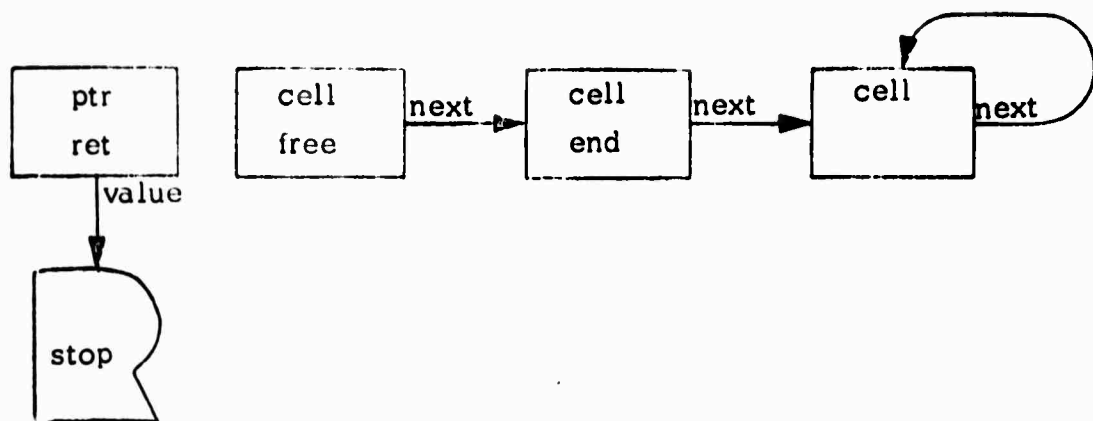 ptr
ret
value
stop
cell
free
next
cell
end
next
cell
next